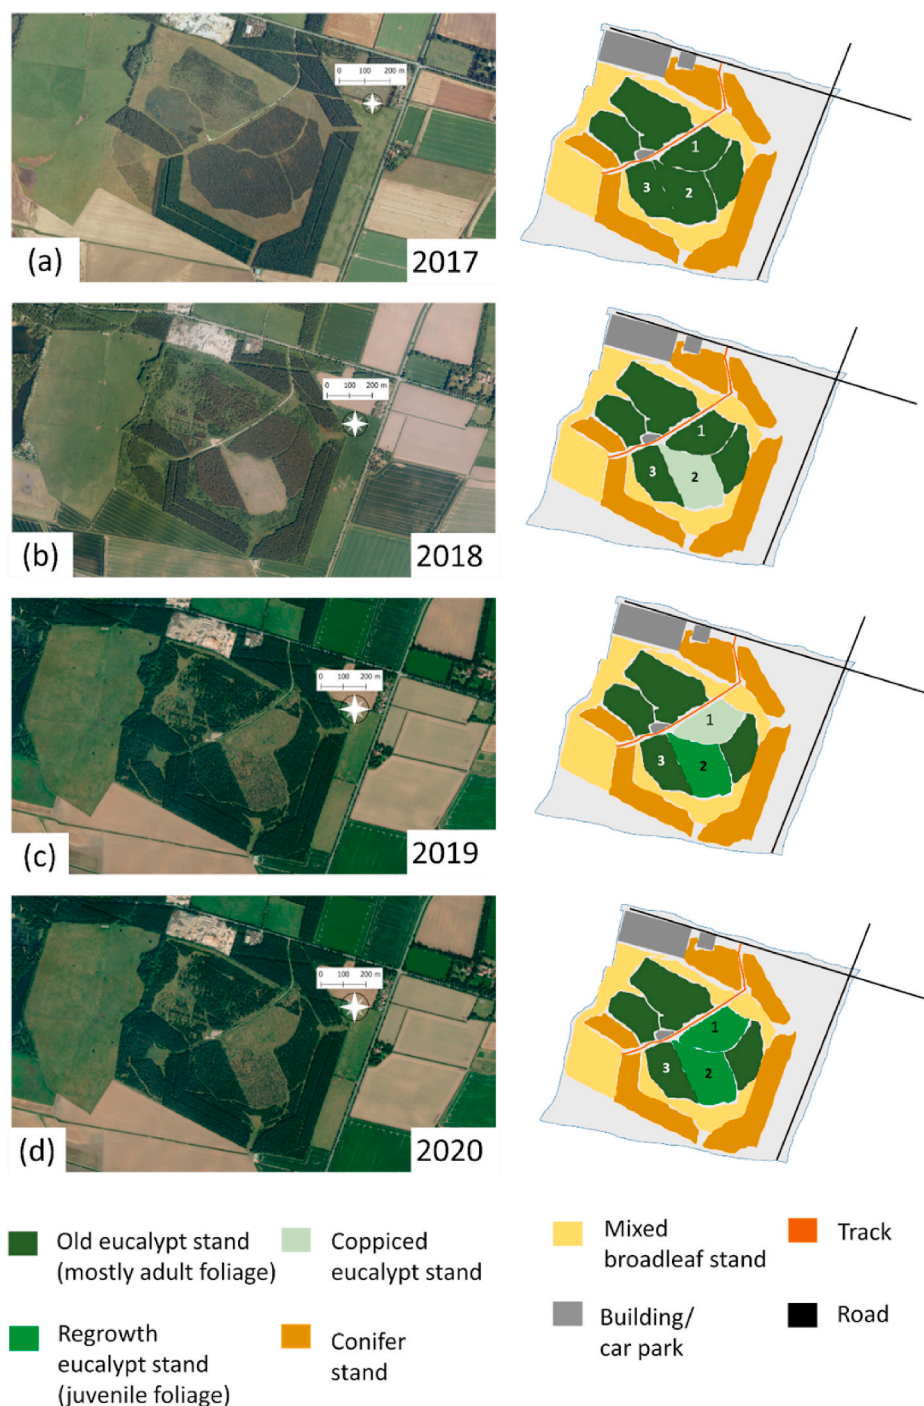 0 100 200 m
1
3 2
(a) 2017
0 100 200 m
1
3 2
(b) 2018
0 100 200 m
1
3 2
(c) 2019
0 100 200 m
1
3 2
(d) 2020
Old eucalypt stand
(mostly adult foliage)
Coppiced
eucalypt stand
Mixed
broadleaf stand
Track
Regrowth
eucalypt stand
(juvenile foliage)
Conifer
stand
Building/
car park
Road